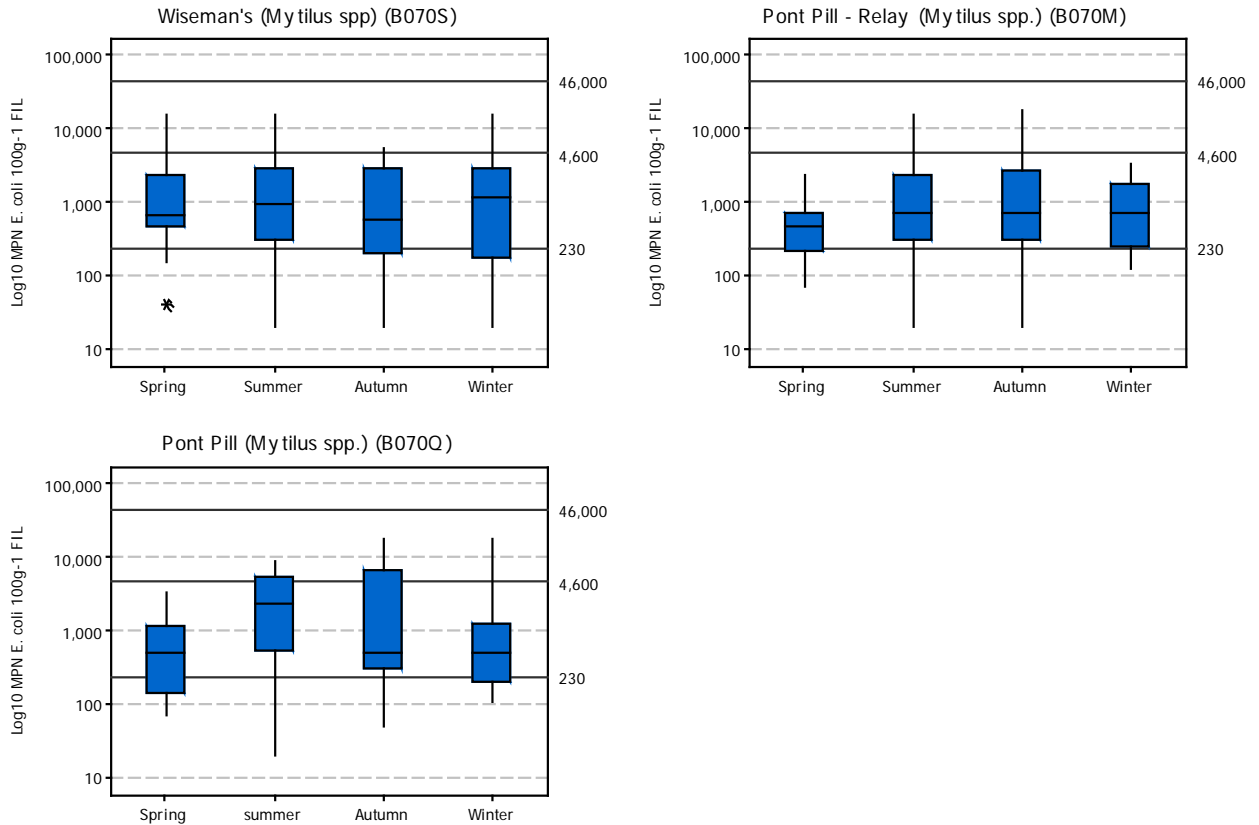 Wiseman's (Mytilus spp) (B070S)
Log10 MPN E. coli 100g-1 FIL
100,000
10,000
1,000
100
10
46,000
4,600
230
Spring Summer Autumn Winter
Pont Pill - Relay (Mytilus spp.) (B070M)
Log10 MPN E. coli 100g-1 FIL
100,000
10,000
1,000
100
10
46,000
4,600
230
Spring Summer Autumn Winter
Pont Pill (Mytilus spp.) (B070Q)
Log10 MPN E. coli 100g-1 FIL
100,000
10,000
1,000
100
10
46,000
4,600
230
Spring summer Autumn Winter